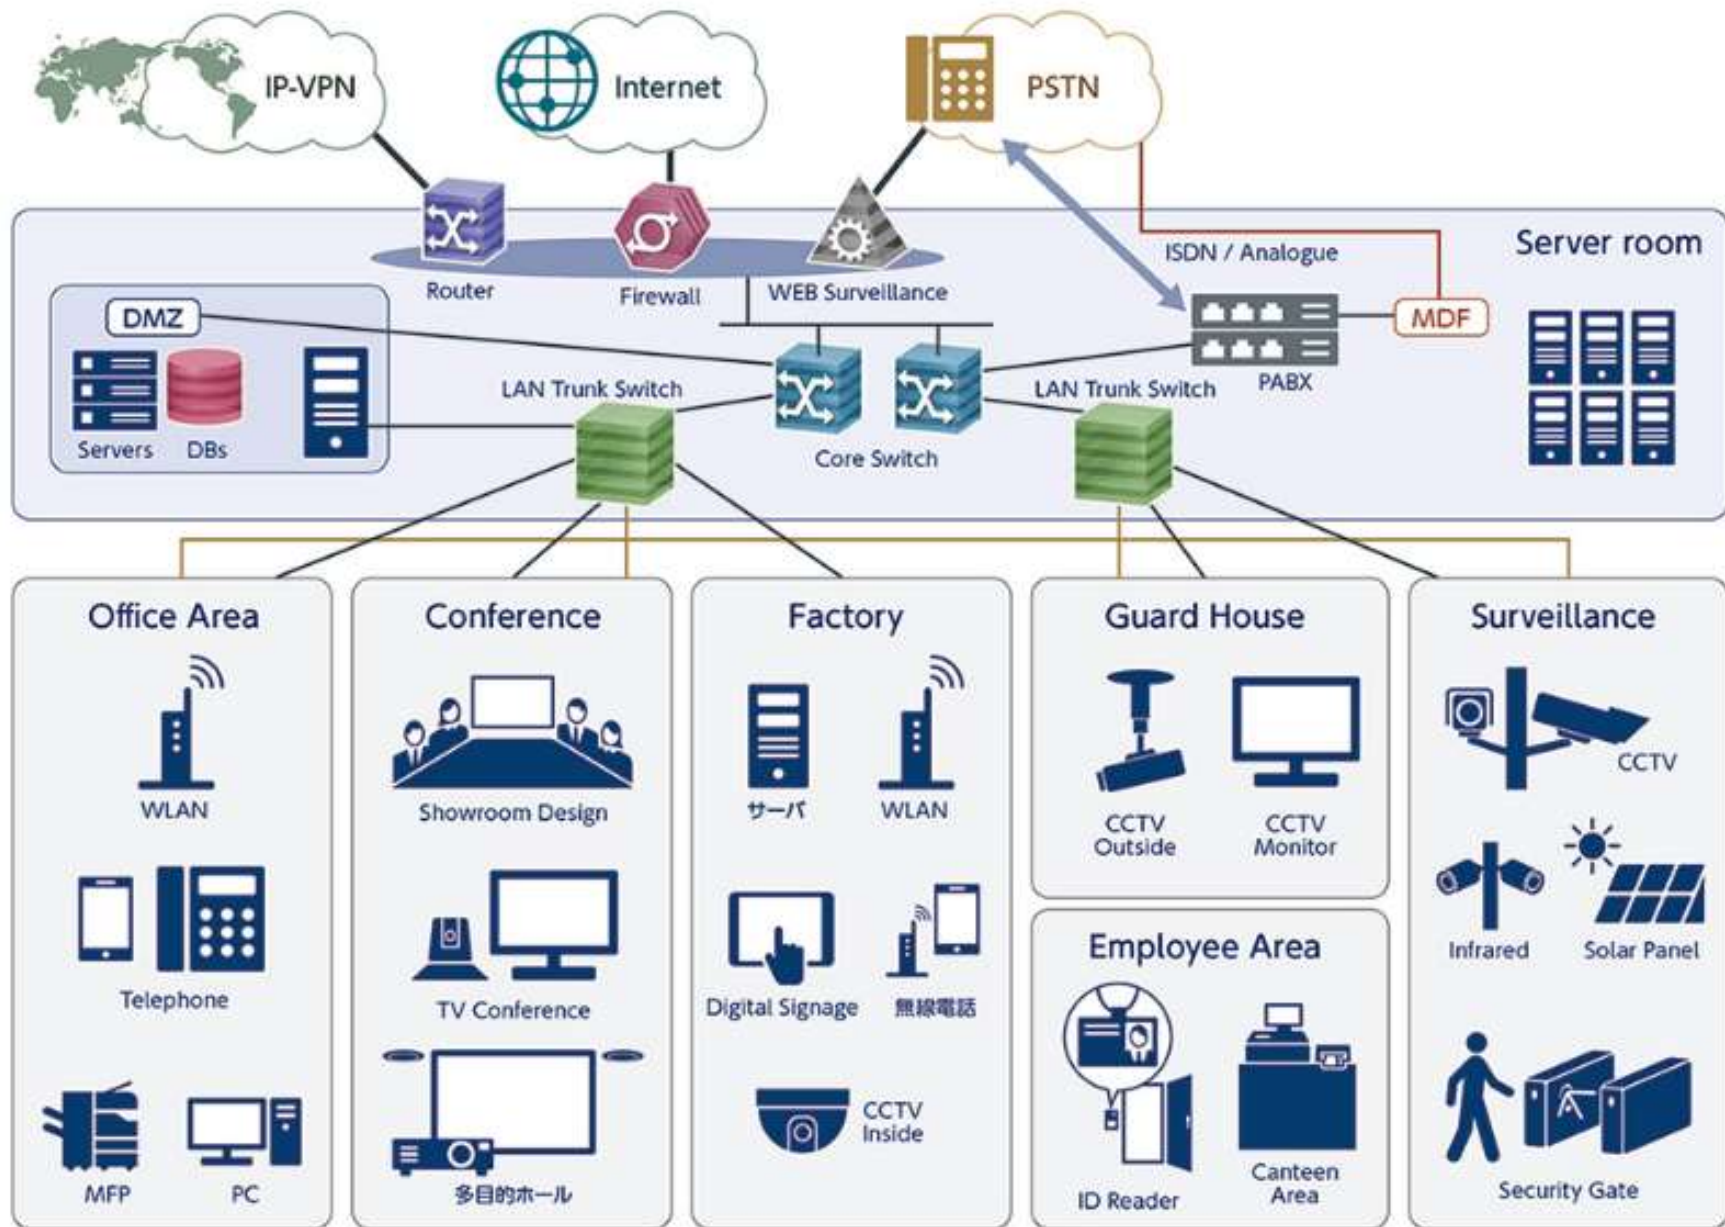 IP-VPN
Internet
PSTN
ISDN / Analogue
Server room
Router
Firewall
WEB Surveillance
DMZ
MDF
LAN Trunk Switch
LAN Trunk Switch
PABX
Servers
DBs
Core Switch
Office Area
WLAN
Telephone
MFP
PC
Conference
Showroom Design
TV Conference
多目的ホール
Factory
サーバ
WLAN
Digital Signage
無線電話
CCTV
Inside
Guard House
CCTV
Outside
CCTV
Monitor
Employee Area
ID Reader
Canteen
Area
Surveillance
CCTV
Infrared
Solar Panel
Security Gate